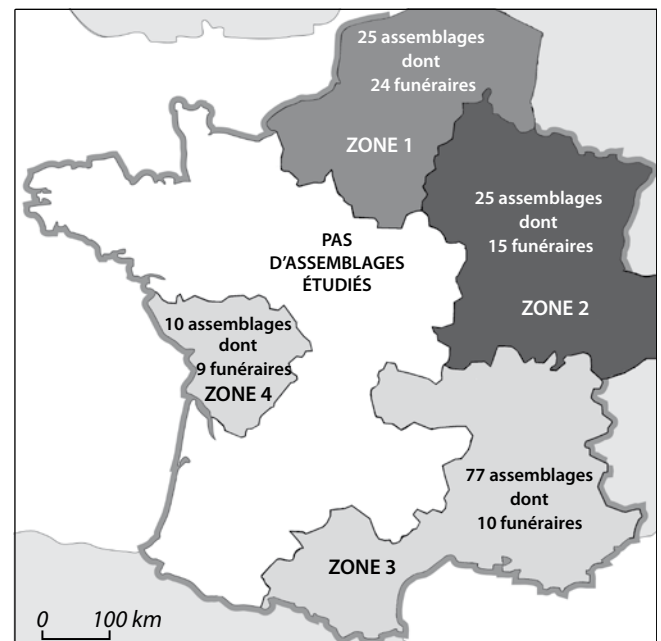 25 assemblages
dont
24 funéraires
ZONE 1
25 assemblages
dont
15 funéraires
ZONE 2
PAS
D’ASSEMBLAGES
ÉTUDIÉS
10 assemblages
dont
9 funéraires
ZONE 4
77 assemblages
dont
10 funéraires
ZONE 3
0 100 km